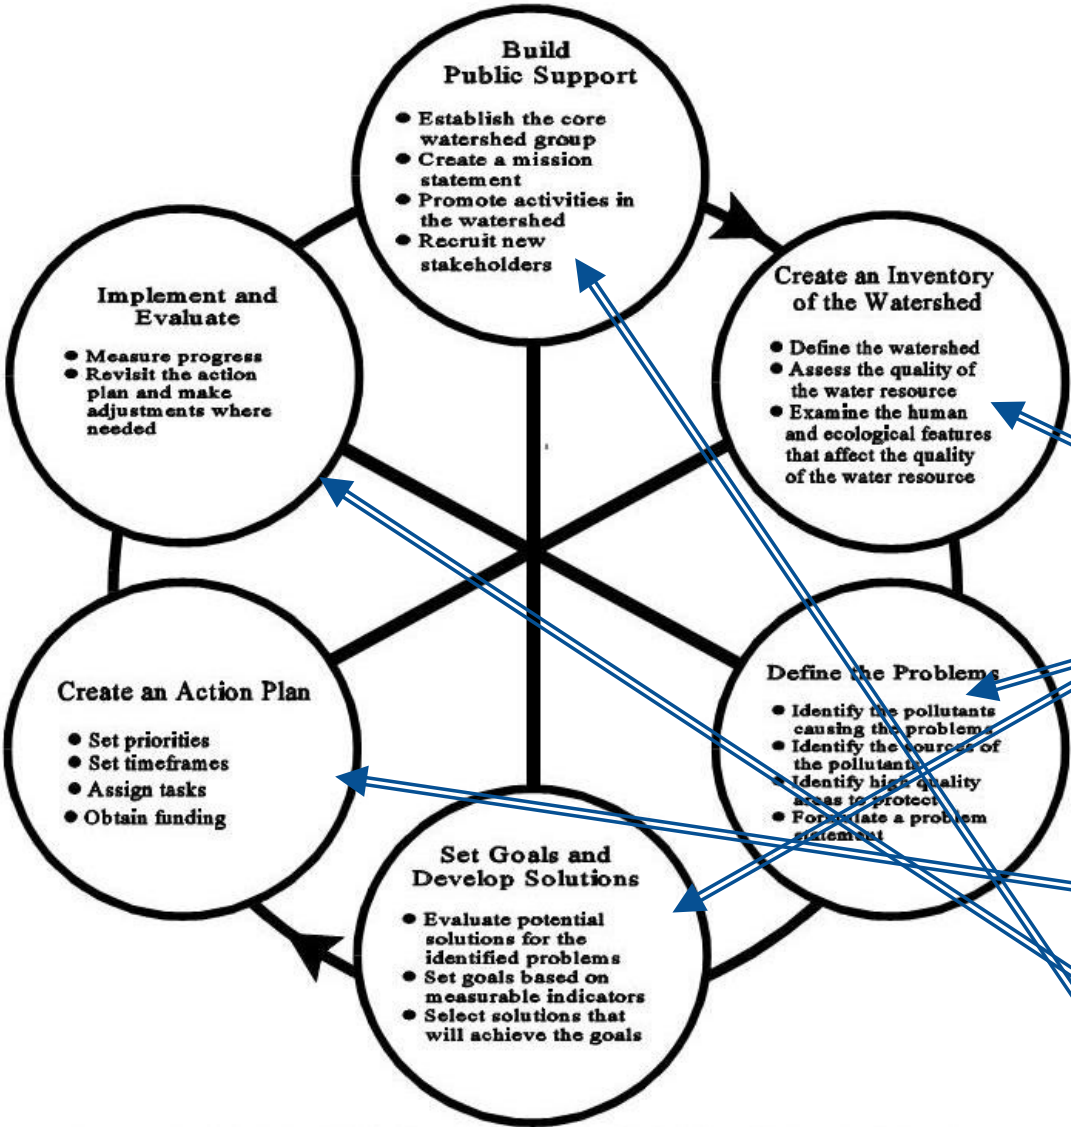 Build
Public Support
● Establish the core
watershed group
● Create a mission
statement
● Promote activities in
the watershed
● Recruit new
stakeholders
Create an Inventory
of the Watershed
● Define the watershed
● Assess the quality of
the water resource
● Examine the human
and ecological features
that affect the quality
of the water resource
Define the Problems
● Identify the pollutants
causing the problems
● Identify the sources of
the pollutants
● Identify high quality
areas to protect
● Formulate a problem
statement
Set Goals and
Develop Solutions
● Evaluate potential
solutions for the
identified problems
● Set goals based on
measurable indicators
● Select solutions that
will achieve the goals
Create an Action Plan
● Set priorities
● Set timeframes
● Assign tasks
● Obtain funding
Implement and
Evaluate
● Measure progress
● Revisit the action
plan and make
adjustments where
needed